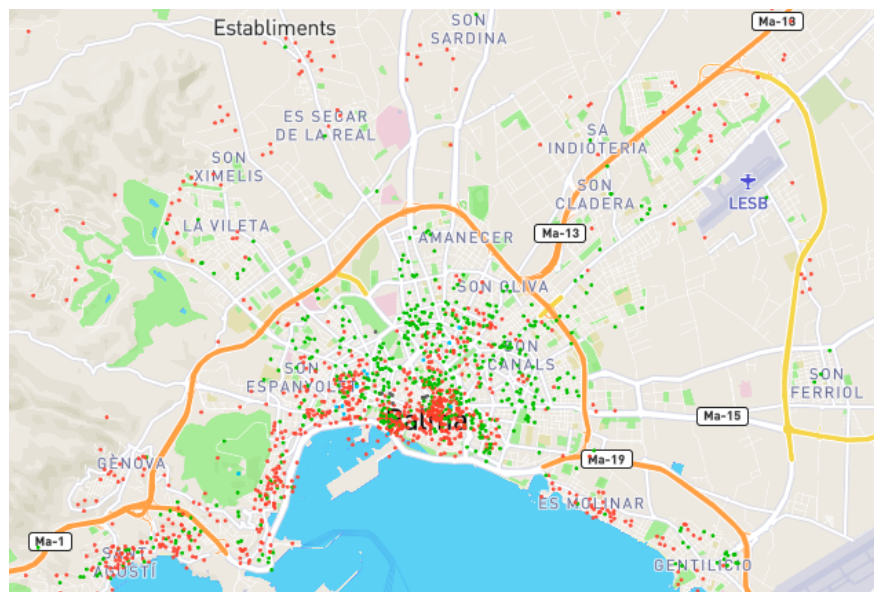 Establiments
SON
SARDINA
Ma-13
ES SECAR
DE LA REAL
SA
INDIOTERIA
SON
XIMELIS
SON
CLADERA
LESB
LA VILETA
AMANECER
Ma-13
SON OLIVA
SON
CANALS
SON
ESPANYOLET
SON
FERRIOL
Palma
Ma-15
GÈNOVA
Ma-19
ES MOLINAR
Ma-1
SANT
AGUSTÍ
GENTILICIO